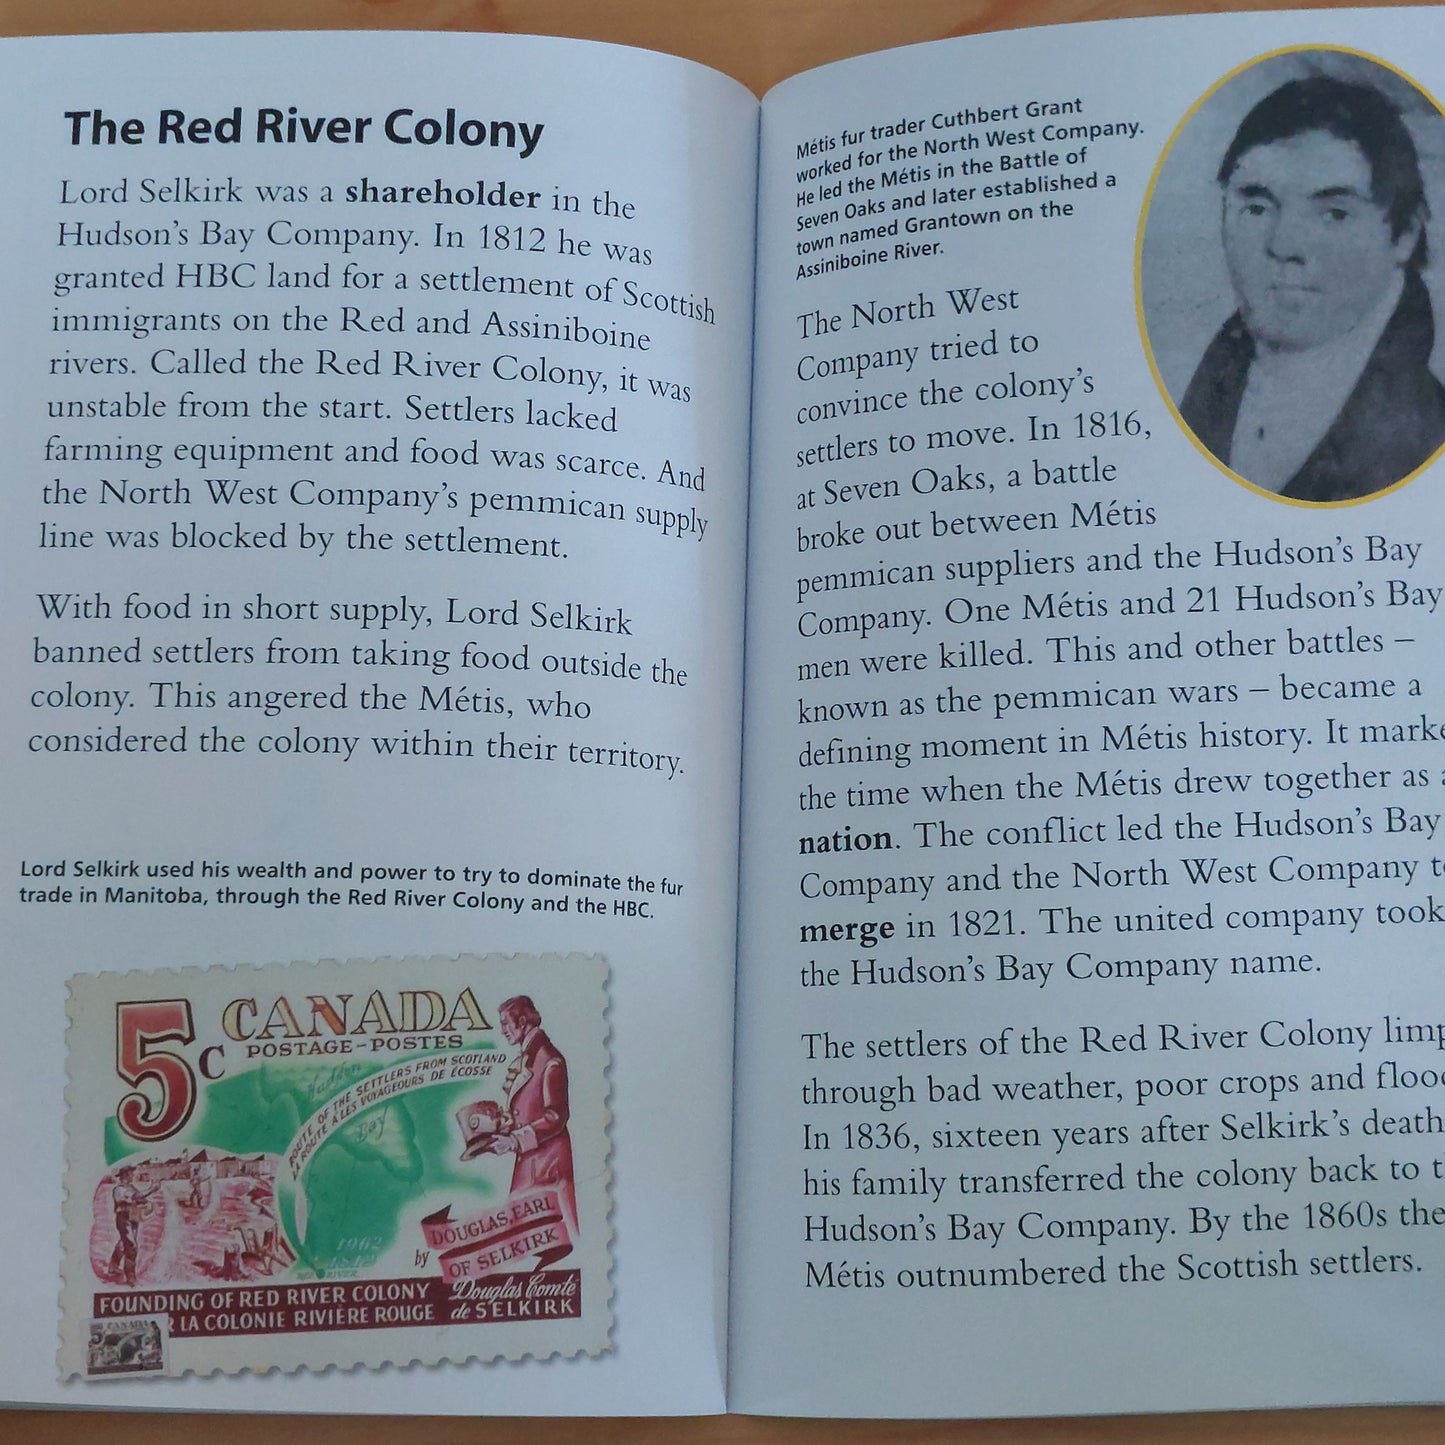 The Red River Colony
Lord Selkirk was a shareholder in the
Hudson's Bay Company. In 1812 he was
granted HBC land for a settlement of Scottish
immigrants on the Red and Assiniboine
rivers. Called the Red River Colony, it was
unstable from the start. Settlers lacked
farming equipment and food was scarce. And
the North West Company's pemmican supply
line was blocked by the settlement.
With food in short supply, Lord Selkirk
banned settlers from taking food outside the
colony. This angered the Métis, who
considered the colony within their territory.
Lord Selkirk used his wealth and power to try to dominate the fur
trade in Manitoba, through the Red River Colony and the HBC.
5c CANADA
POSTAGE-POSTES
ROUTE OF THE SETTLERS FROM SCOTLAND
LA ROUTE À LES VOYAGEOURS DE ÉCOSSE
Hudson
Bay
1962
1812
RED RIVER
by DOUGLAS, EARL
OF SELKIRK
FOUNDING OF RED RIVER COLONY Douglas Comte
R LA COLONIE RIVIÈRE ROUGE de SELKIRK
5 CANADA
Métis fur trader Cuthbert Grant
worked for the North West Company.
He led the Métis in the Battle of
Seven Oaks and later established a
town named Grantown on the
Assiniboine River.
The North West
Company tried to
convince the colony's
settlers to move. In 1816,
at Seven Oaks, a battle
broke out between Métis
pemmican suppliers and the Hudson's Bay
Company. One Métis and 21 Hudson's Bay
men were killed. This and other battles –
known as the pemmican wars – became a
defining moment in Métis history. It marke
the time when the Métis drew together as a
nation. The conflict led the Hudson's Bay
Company and the North West Company t
merge in 1821. The united company took
the Hudson's Bay Company name.
The settlers of the Red River Colony limp
through bad weather, poor crops and floo
In 1836, sixteen years after Selkirk's death
his family transferred the colony back to t
Hudson's Bay Company. By the 1860s the
Métis outnumbered the Scottish settlers.